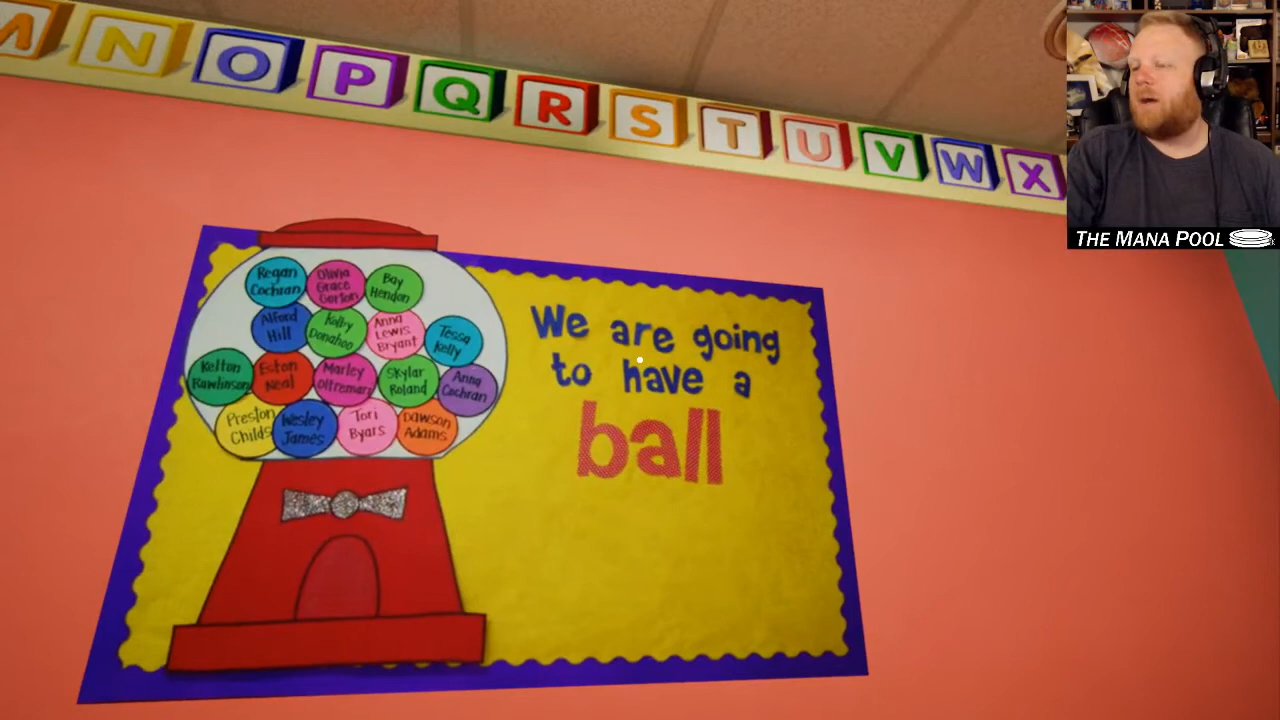 N
O
P
Q
R
S
T
U
V
W
X
THE MANA POOL
Regan
Cochran
Olivia
Grace
Gorton
Bay
Hendon
Alford
Hill
Kolby
Donahoo
Anna
Lewis
Bryant
Tessa
Kelly
Kelton
Rawlinson
Eston
Neal
Marley
Oltreman
Skylar
Roland
Anna
Cochran
Preston
Childs
Wesley
James
Tori
Byars
Dawson
Adams
We are going
to have a
ball